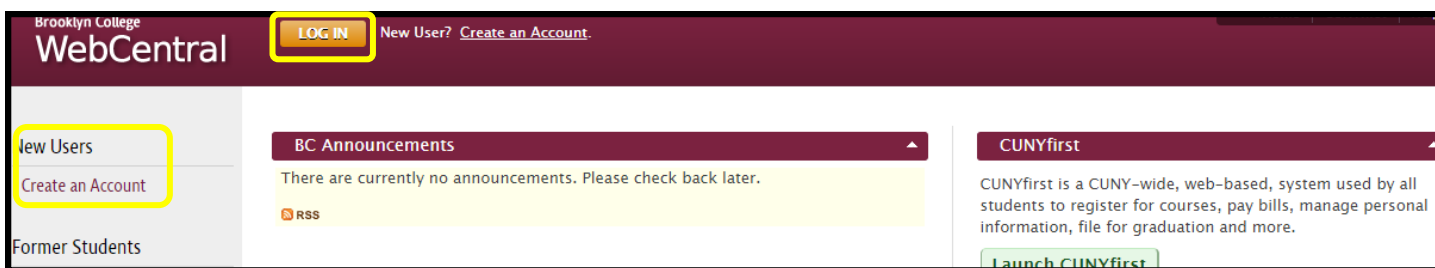 Brooklyn College
WebCentral
LOG IN
New User? Create an Account.
New Users
Create an Account
Former Students
BC Announcements
There are currently no announcements. Please check back later.
RSS
CUNYfirst
CUNYfirst is a CUNY-wide, web-based, system used by all
students to register for courses, pay bills, manage personal
information, file for graduation and more.
Launch CUNYfirst